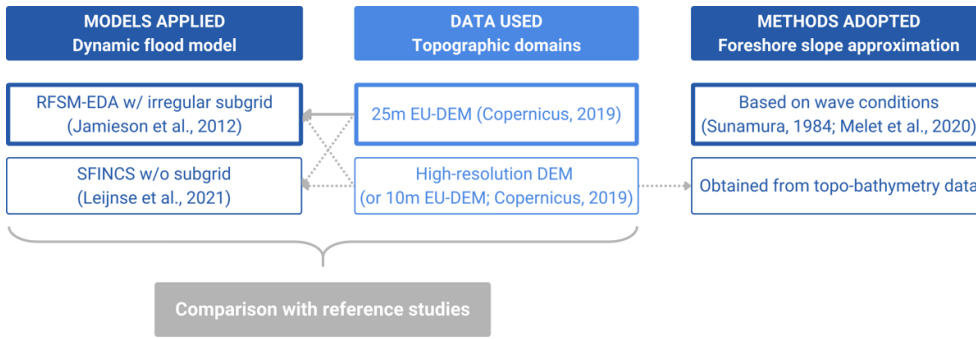 MODELS APPLIED
Dynamic flood model
DATA USED
Topographic domains
METHODS ADOPTED
Foreshore slope approximation
RFSM-EDA w/ irregular subgrid
(Jamieson et al., 2012)
25m EU-DEM (Copernicus, 2019)
Based on wave conditions
(Sunamura, 1984; Melet et al., 2020)
SFINCS w/o subgrid
(Leijnse et al., 2021)
High-resolution DEM
(or 10m EU-DEM; Copernicus, 2019)
Obtained from topo-bathymetry data
Comparison with reference studies